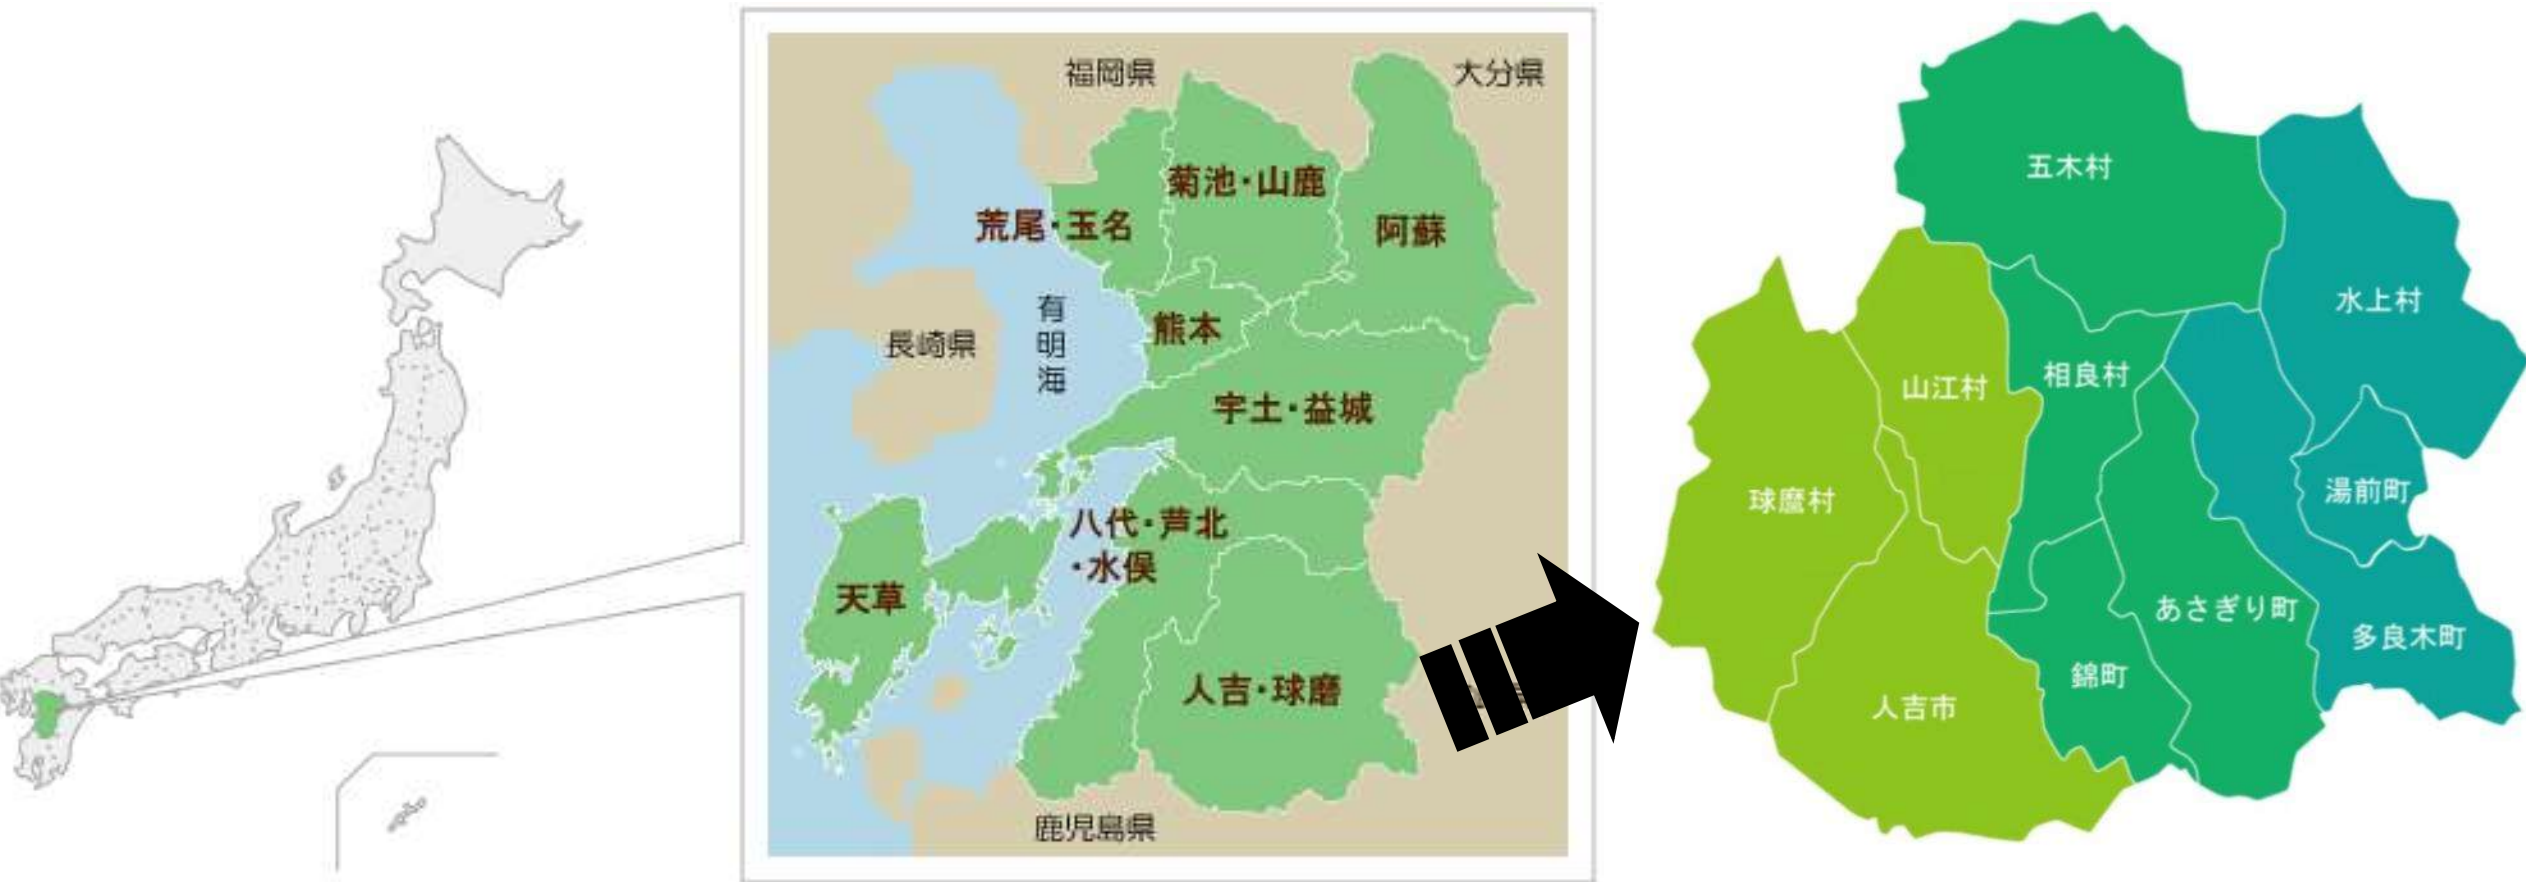 福岡県
大分県
菊池・山鹿
荒尾・玉名
阿蘇
有明海
熊本
長崎県
宇土・益城
八代・芦北
・水俣
天草
人吉・球磨
鹿児島県
五木村
水上村
相良村
山江村
湯前町
球磨村
あさぎり町
多良木町
錦町
人吉市